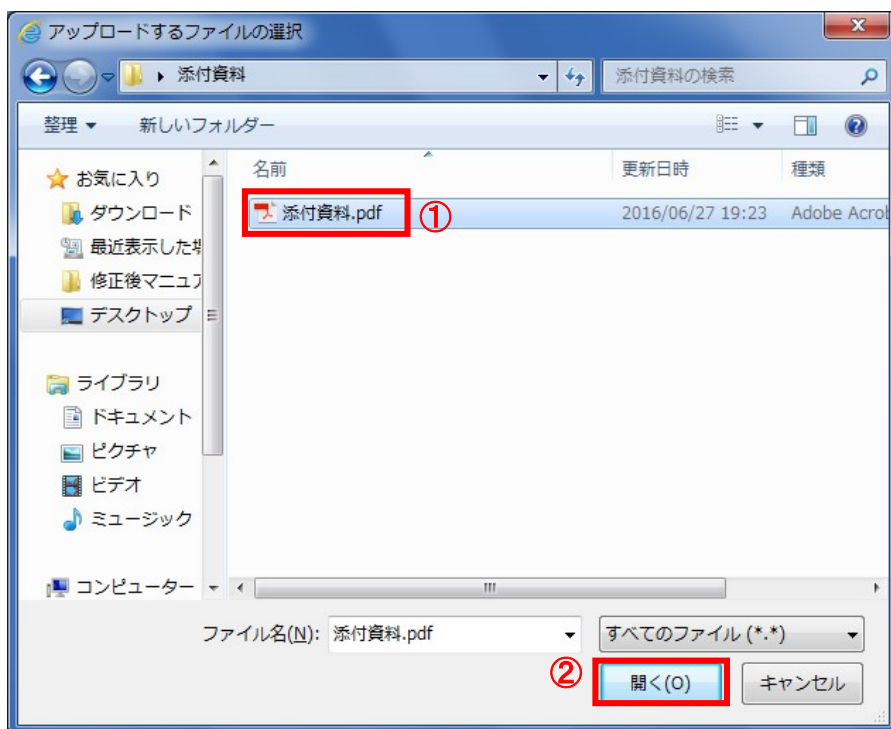 アップロードするファイルの選択
添付資料
添付資料の検索
整理
新しいフォルダー
名前
更新日時
種類
お気に入り
ダウンロード
最近表示した
修正後マニュア
デスクトップ
ライブラリ
ドキュメント
ピクチャ
ビデオ
ミュージック
コンピューター
添付資料.pdf
①
2016/06/27 19:23
Adobe Acrob
ファイル名(N): 添付資料.pdf
すべてのファイル (*.*)
②
開く(O)
キャンセル